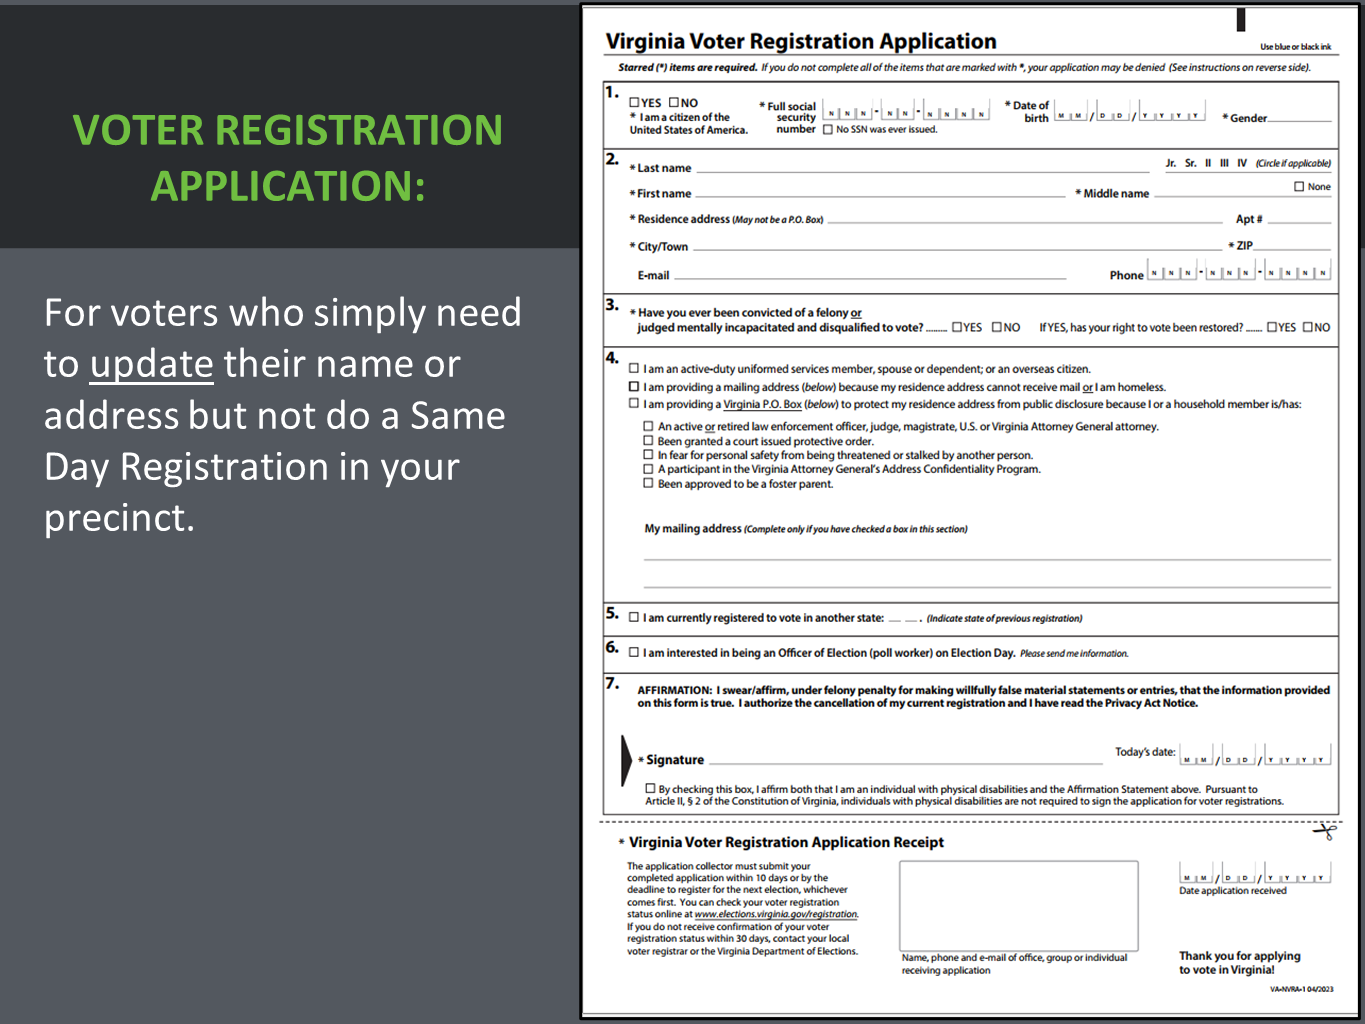 VOTER REGISTRATION
APPLICATION:
For voters who simply need
to update their name or
address but not do a Same
Day Registration in your
precinct.
Virginia Voter Registration Application
Use blue or black ink
Starred (*) items are required. If you do not complete all of the items that are marked with *, your application may be denied (See instructions on reverse side).
1.
☐ YES ☐ NO
* I am a citizen of the
United States of America.
* Full social
security
number
N N N - N N - N N N N
☐ No SSN was ever issued.
* Date of
birth
M M / D D / Y Y Y Y
* Gender
2.
* Last name
Jr. Sr. II III IV (Circle if applicable)
* First name
* Middle name
☐ None
* Residence address (May not be a P.O. Box)
Apt #
* City/Town
* ZIP
E-mail
Phone N N N - N N N - N N N N
3.
* Have you ever been convicted of a felony or
judged mentally incapacitated and disqualified to vote? ........ ☐ YES ☐ NO If YES, has your right to vote been restored? ...... ☐ YES ☐ NO
4.
☐ I am an active-duty uniformed services member, spouse or dependent; or an overseas citizen.
☐ I am providing a mailing address (below) because my residence address cannot receive mail or I am homeless.
☐ I am providing a Virginia P.O. Box (below) to protect my residence address from public disclosure because I or a household member is/has:
☐ An active or retired law enforcement officer, judge, magistrate, U.S. or Virginia Attorney General attorney.
☐ Been granted a court issued protective order.
☐ In fear for personal safety from being threatened or stalked by another person.
☐ A participant in the Virginia Attorney General's Address Confidentiality Program.
☐ Been approved to be a foster parent.
My mailing address (Complete only if you have checked a box in this section)
5.
☐ I am currently registered to vote in another state: __ __ . (Indicate state of previous registration)
6.
☐ I am interested in being an Officer of Election (poll worker) on Election Day. Please send me information.
7.
AFFIRMATION: I swear/affirm, under felony penalty for making willfully false material statements or entries, that the information provided
on this form is true. I authorize the cancellation of my current registration and I have read the Privacy Act Notice.
* Signature
Today's date: M M / D D / Y Y Y Y
☐ By checking this box, I affirm both that I am an individual with physical disabilities and the Affirmation Statement above. Pursuant to
Article II, § 2 of the Constitution of Virginia, individuals with physical disabilities are not required to sign the application for voter registrations.
* Virginia Voter Registration Application Receipt
The application collector must submit your
completed application within 10 days or by the
deadline to register for the next election, whichever
comes first. You can check your voter registration
status online at www.elections.virginia.gov/registration.
If you do not receive confirmation of your voter
registration status within 30 days, contact your local
voter registrar or the Virginia Department of Elections.
Name, phone and e-mail of office, group or individual
receiving application
M M / D D / Y Y Y Y
Date application received
Thank you for applying
to vote in Virginia!
VA-NVRA-1 04/2023